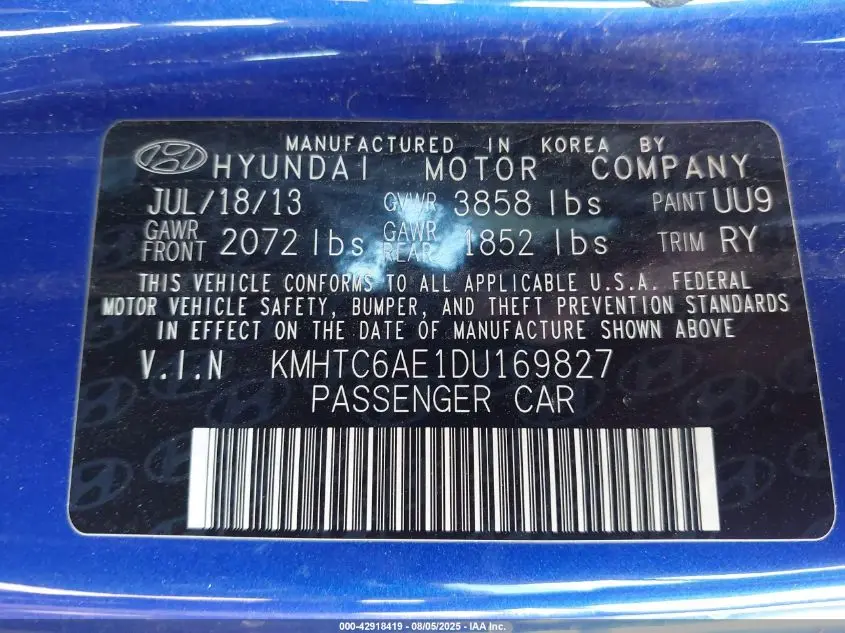 MANUFACTURED IN KOREA BY
HYUNDAI MOTOR COMPANY
JUL/18/13 GVWR 3858 lbs PAINT UU9
GAWR FRONT 2072 lbs GAWR REAR 1852 lbs TRIM RY
THIS VEHICLE CONFORMS TO ALL APPLICABLE U.S.A. FEDERAL
MOTOR VEHICLE SAFETY, BUMPER, AND THEFT PREVENTION STANDARDS
IN EFFECT ON THE DATE OF MANUFACTURE SHOWN ABOVE
V.I.N KMHTC6AE1DU169827
PASSENGER CAR
000-42918419 - 08/05/2025 - IAA Inc.